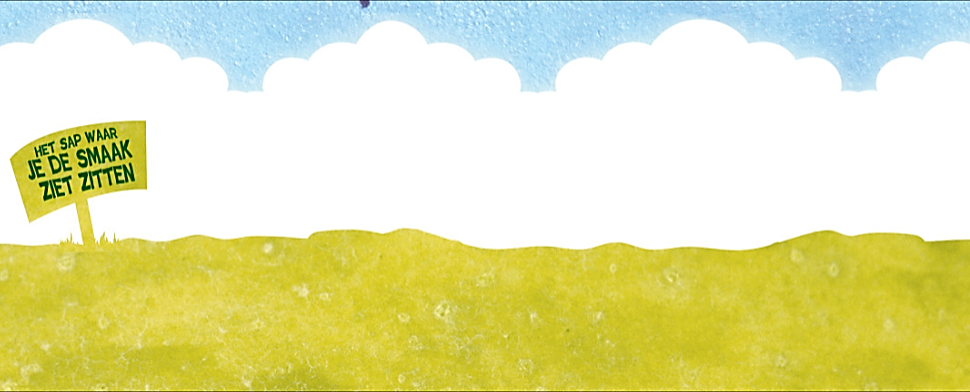 HET SAP WAAR
JE DE SMAAK
ZIET ZITTEN